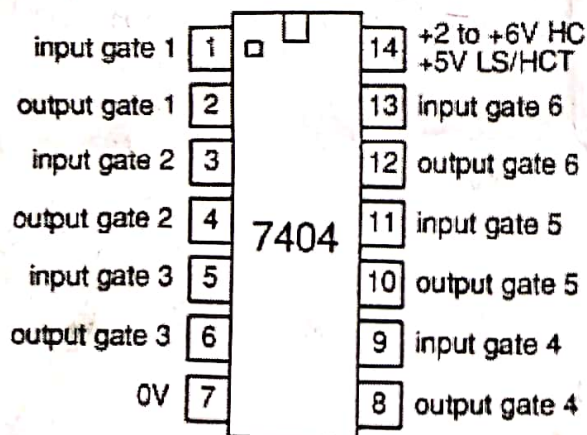 input gate 1 1 14 +2 to +6V HC
+5V LS/HCT
output gate 1 2 13 input gate 6
input gate 2 3 12 output gate 6
output gate 2 4 11 input gate 5
7404
input gate 3 5 10 output gate 5
output gate 3 6 9 input gate 4
0V 7 8 output gate 4